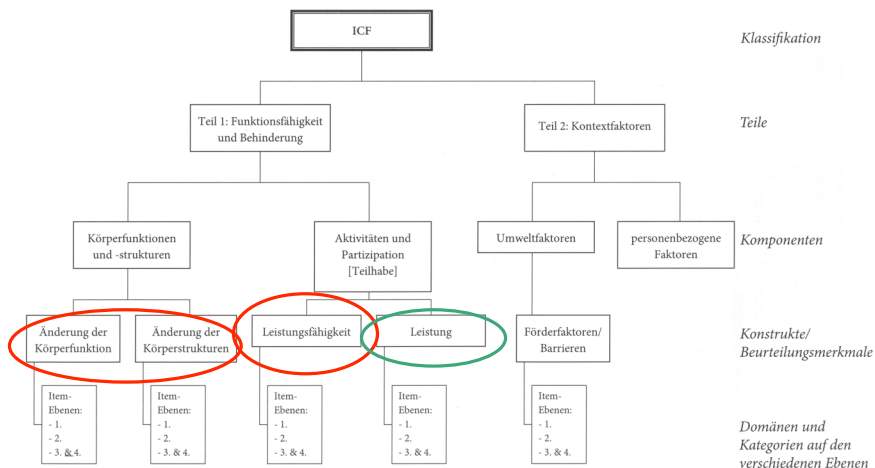 ICF
Klassifikation
Teil 1: Funktionsfähigkeit
und Behinderung
Teil 2: Kontextfaktoren
Teile
Körperfunktionen
und -strukturen
Aktivitäten und
Partizipation
[Teilhabe]
Umweltfaktoren
personenbezogene
Faktoren
Komponenten
Änderung der
Körperfunktion
Änderung der
Körperstrukturen
Leistungsfähigkeit
Leistung
Förderfaktoren/
Barrieren
Konstrukte/
Beurteilungsmerkmale
Item-
Ebenen:
- 1.
- 2.
- 3. & 4.
Item-
Ebenen:
- 1.
- 2.
- 3. & 4.
Item-
Ebenen:
- 1.
- 2.
- 3. & 4.
Item-
Ebenen:
- 1.
- 2.
- 3. & 4.
Item-
Ebenen:
- 1.
- 2.
- 3. & 4.
Domänen und
Kategorien auf den
verschiedenen Ebenen